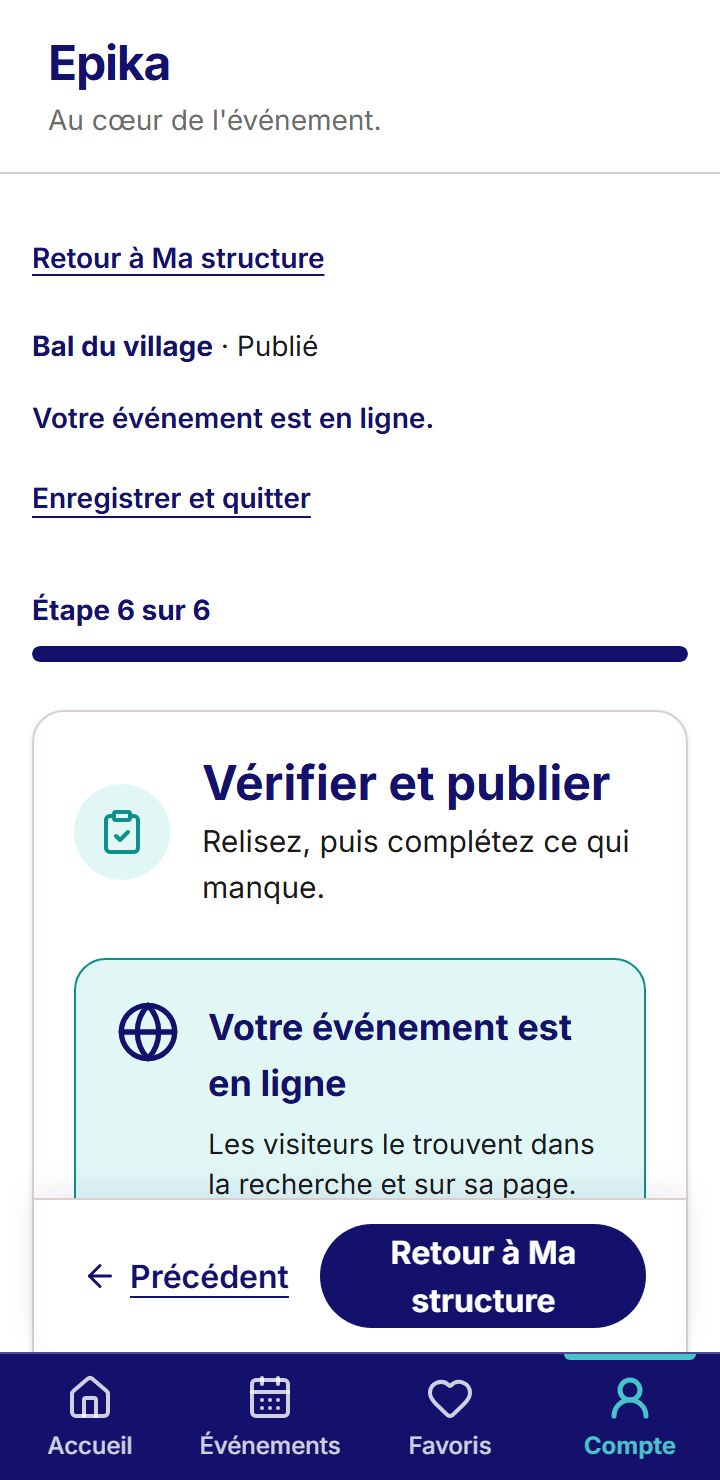 Epika
Au cœur de l'événement.
Retour à Ma structure
Bal du village · Publié
Votre événement est en ligne.
Enregistrer et quitter
Étape 6 sur 6
Vérifier et publier
Relisez, puis complétez ce qui
manque.
Votre événement est
en ligne
Les visiteurs le trouvent dans
la recherche et sur sa page.
Précédent
Retour à Ma
structure
Accueil
Événements
Favoris
Compte